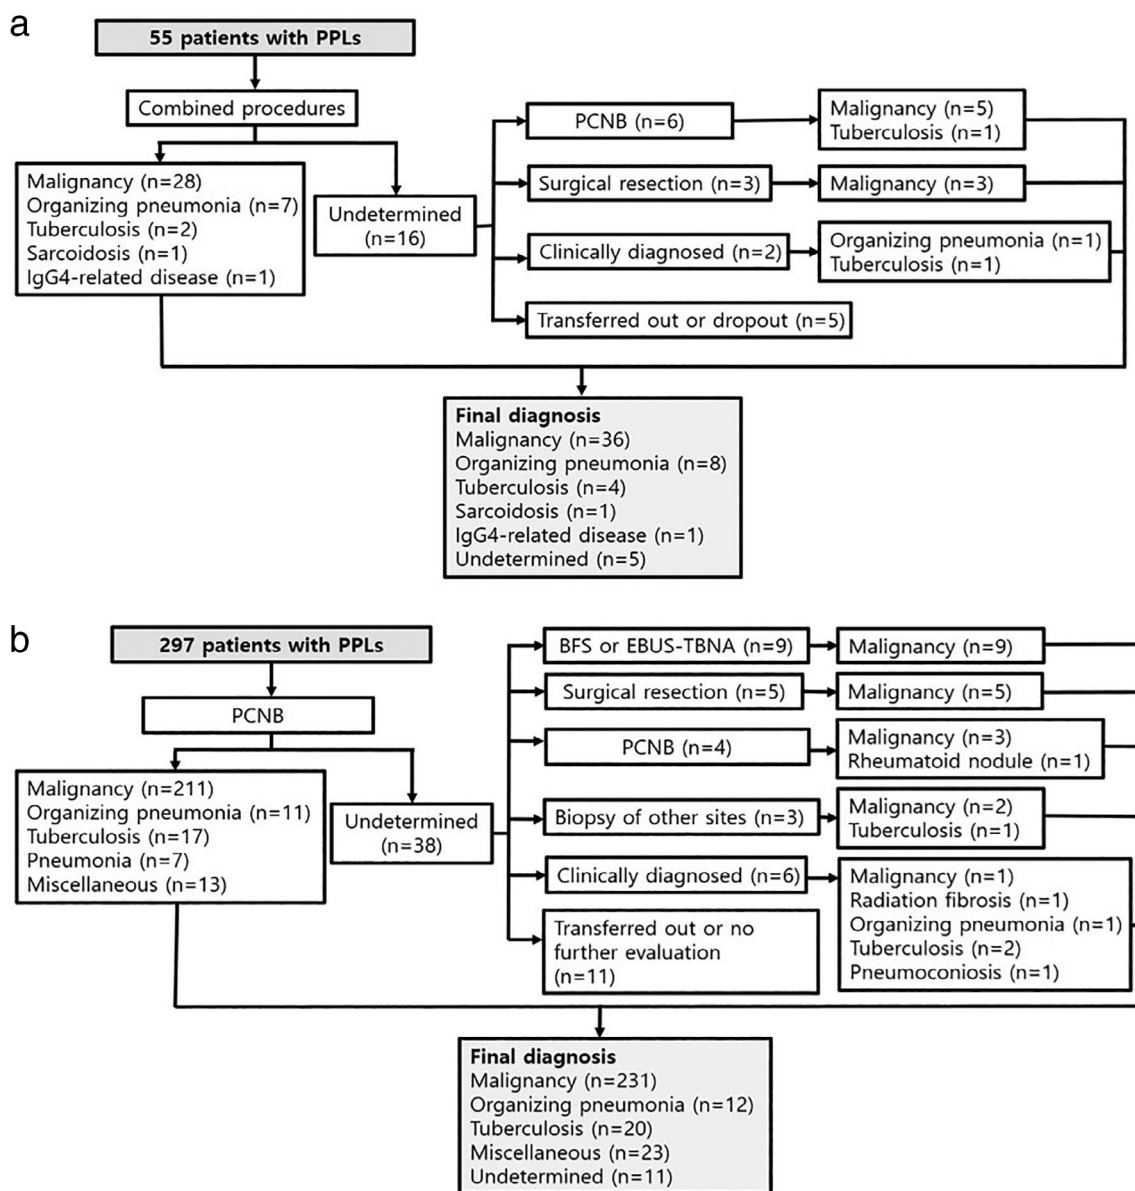 a
55 patients with PPLs
Combined procedures
Malignancy (n=28)
Organizing pneumonia (n=7)
Tuberculosis (n=2)
Sarcoidosis (n=1)
IgG4-related disease (n=1)
Undetermined
(n=16)
PCNB (n=6)
Malignancy (n=5)
Tuberculosis (n=1)
Surgical resection (n=3)
Malignancy (n=3)
Clinically diagnosed (n=2)
Organizing pneumonia (n=1)
Tuberculosis (n=1)
Transferred out or dropout (n=5)
Final diagnosis
Malignancy (n=36)
Organizing pneumonia (n=8)
Tuberculosis (n=4)
Sarcoidosis (n=1)
IgG4-related disease (n=1)
Undetermined (n=5)
b
297 patients with PPLs
PCNB
Malignancy (n=211)
Organizing pneumonia (n=11)
Tuberculosis (n=17)
Pneumonia (n=7)
Miscellaneous (n=13)
Undetermined
(n=38)
BFS or EBUS-TBNA (n=9)
Malignancy (n=9)
Surgical resection (n=5)
Malignancy (n=5)
PCNB (n=4)
Malignancy (n=3)
Rheumatoid nodule (n=1)
Biopsy of other sites (n=3)
Malignancy (n=2)
Tuberculosis (n=1)
Clinically diagnosed (n=6)
Malignancy (n=1)
Radiation fibrosis (n=1)
Organizing pneumonia (n=1)
Tuberculosis (n=2)
Pneumoconiosis (n=1)
Transferred out or no
further evaluation
(n=11)
Final diagnosis
Malignancy (n=231)
Organizing pneumonia (n=12)
Tuberculosis (n=20)
Miscellaneous (n=23)
Undetermined (n=11)